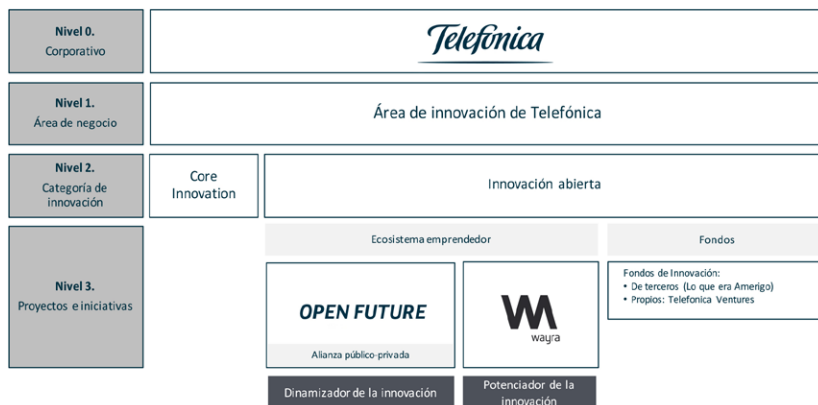 Nivel 0.
Corporativo
Telefónica
Nivel 1.
Área de negocio
Área de innovación de Telefónica
Nivel 2.
Categoría de
innovación
Core
Innovation
Innovación abierta
Nivel 3.
Proyectos e iniciativas
Ecosistema emprendedor
Fondos
OPEN FUTURE
Alianza público-privada
wayra
Fondos de Innovación:
• De terceros (Lo que era Amerigo)
• Propios: Telefonica Ventures
Dinamizador de la innovación
Potenciador de la
innovación